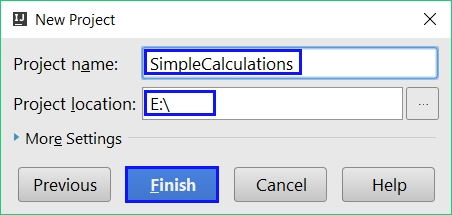 New Project
Project name: SimpleCalculations
Project location: E:\ ...
More Settings
Previous Finish Cancel Help